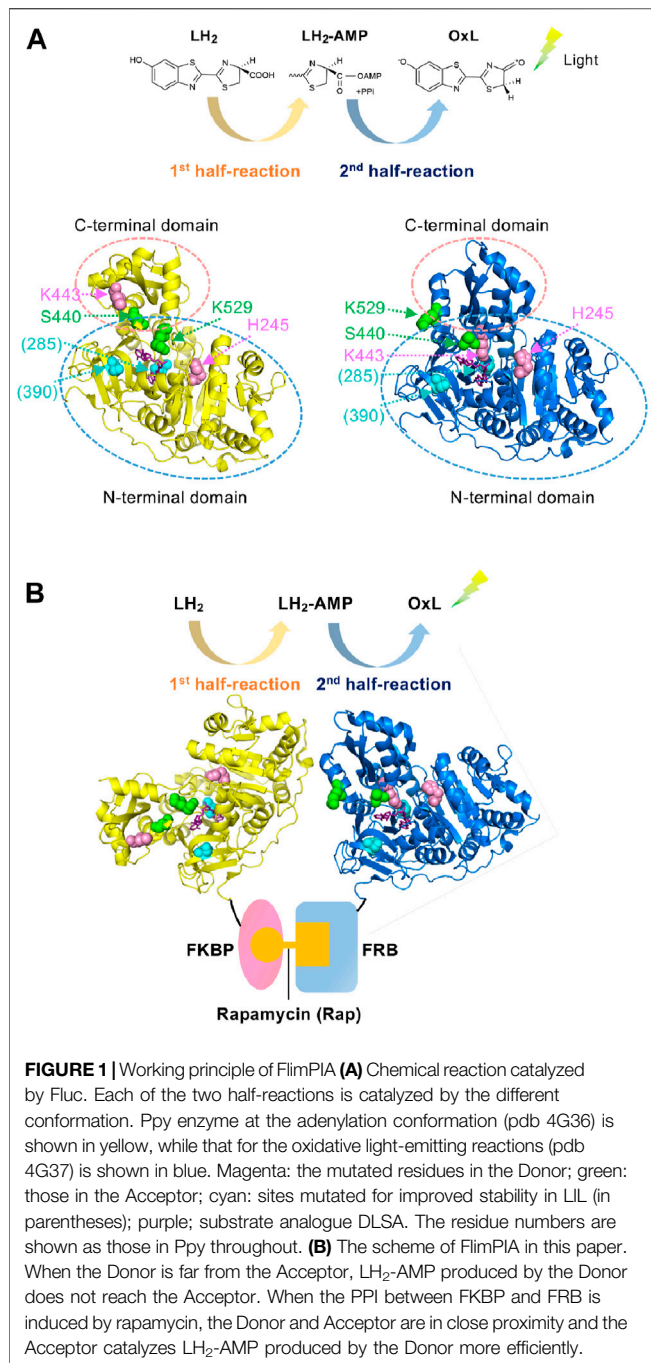 A
LH₂
LH₂-AMP
OxL
HO
S
N
N
S
H
COOH
N
S
H
C
O
OAMP
+PPi
⁻O
S
N
N
S
O
H
H
Light
1st half-reaction
2nd half-reaction
C-terminal domain
K443
S440
K529
H245
(285)
(390)
N-terminal domain
C-terminal domain
K529
S440
K443
H245
(285)
(390)
N-terminal domain
B
LH₂
LH₂-AMP
OxL
1st half-reaction
2nd half-reaction
FKBP
FRB
Rapamycin (Rap)
FIGURE 1 | Working principle of FlimPIA (A) Chemical reaction catalyzed
by Fluc. Each of the two half-reactions is catalyzed by the different
conformation. Ppy enzyme at the adenylation conformation (pdb 4G36) is
shown in yellow, while that for the oxidative light-emitting reactions (pdb
4G37) is shown in blue. Magenta: the mutated residues in the Donor; green:
those in the Acceptor; cyan: sites mutated for improved stability in LIL (in
parentheses); purple; substrate analogue DLSA. The residue numbers are
shown as those in Ppy throughout. (B) The scheme of FlimPIA in this paper.
When the Donor is far from the Acceptor, LH₂-AMP produced by the Donor
does not reach the Acceptor. When the PPI between FKBP and FRB is
induced by rapamycin, the Donor and Acceptor are in close proximity and the
Acceptor catalyzes LH₂-AMP produced by the Donor more efficiently.